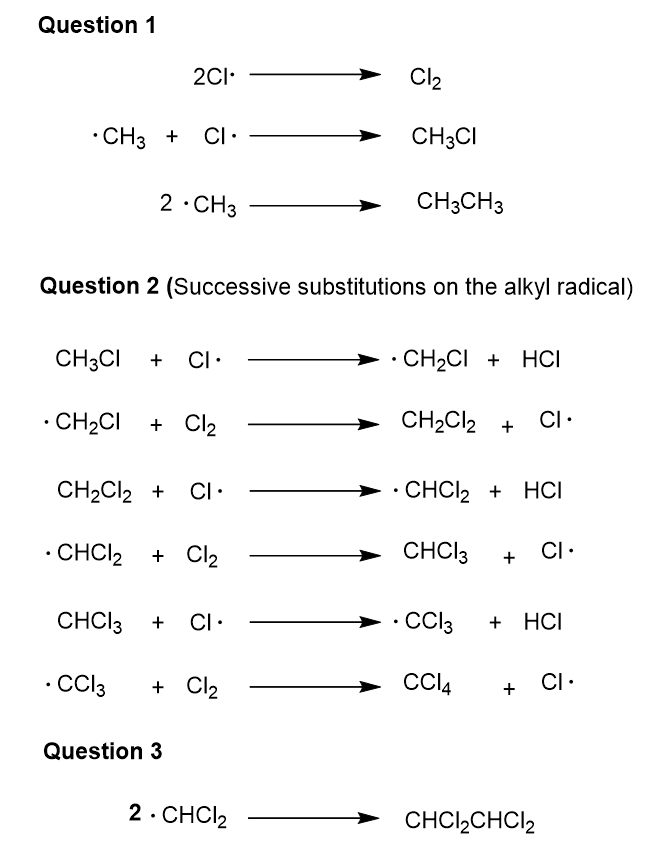 Question 1
2Cl· ⟶ Cl₂
·CH₃ + Cl· ⟶ CH₃Cl
2 ·CH₃ ⟶ CH₃CH₃
Question 2 (Successive substitutions on the alkyl radical)
CH₃Cl + Cl· ⟶ ·CH₂Cl + HCl
·CH₂Cl + Cl₂ ⟶ CH₂Cl₂ + Cl·
CH₂Cl₂ + Cl· ⟶ ·CHCl₂ + HCl
·CHCl₂ + Cl₂ ⟶ CHCl₃ + Cl·
CHCl₃ + Cl· ⟶ ·CCl₃ + HCl
·CCl₃ + Cl₂ ⟶ CCl₄ + Cl·
Question 3
2 ·CHCl₂ ⟶ CHCl₂CHCl₂